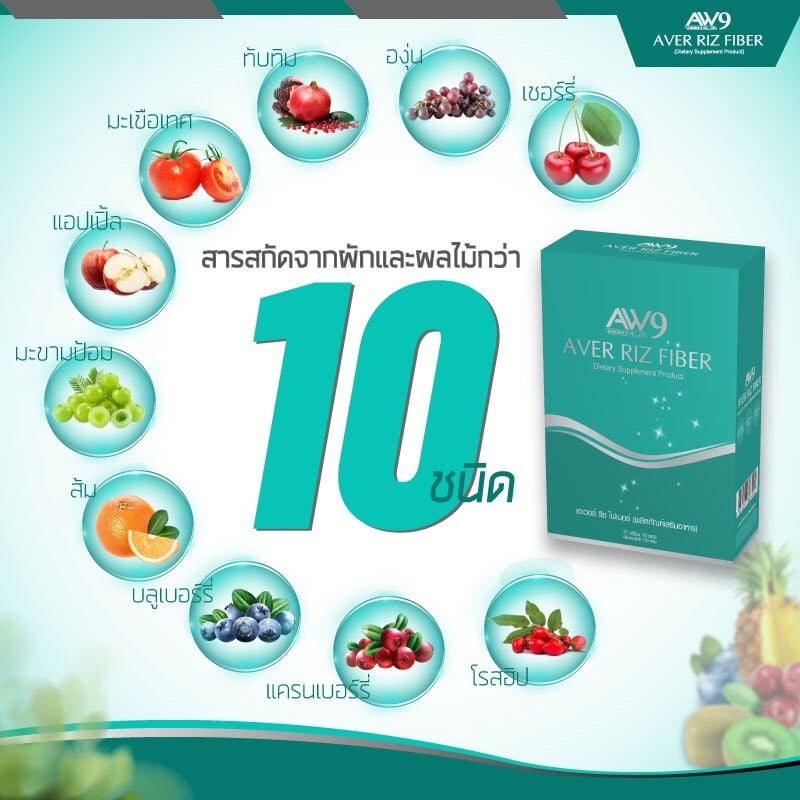 AW9
AVER RIZ FIBER
(Dietary Supplement Product)
ทับทิม
องุ่น
เชอร์รี่
มะเขือเทศ
แอปเปิ้ล
สารสกัดจากผักและผลไม้กว่า
10
ชนิด
มะขามป้อม
ส้ม
บลูเบอร์รี่
แครนเบอร์รี่
โรสฮิป
AW9
AVER RIZ FIBER
AW9
AVER RIZ FIBER
Dietary Supplement Product
เอเวอร์ ริซ ไฟเบอร์ (ผลิตภัณฑ์เสริมอาหาร)
AW9
AVER RIZ FIBER